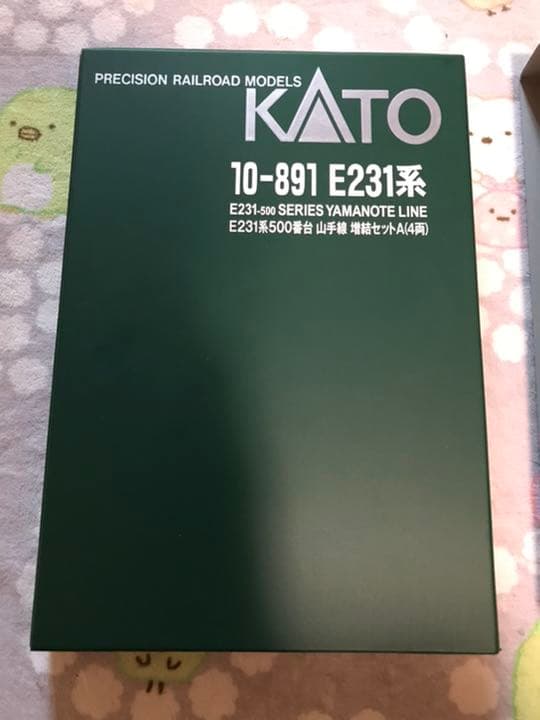 PRECISION RAILROAD MODELS
KATO
10-891 E231系
E231-500 SERIES YAMANOTE LINE
E231系500番台 山手線 増結セットA(4両)